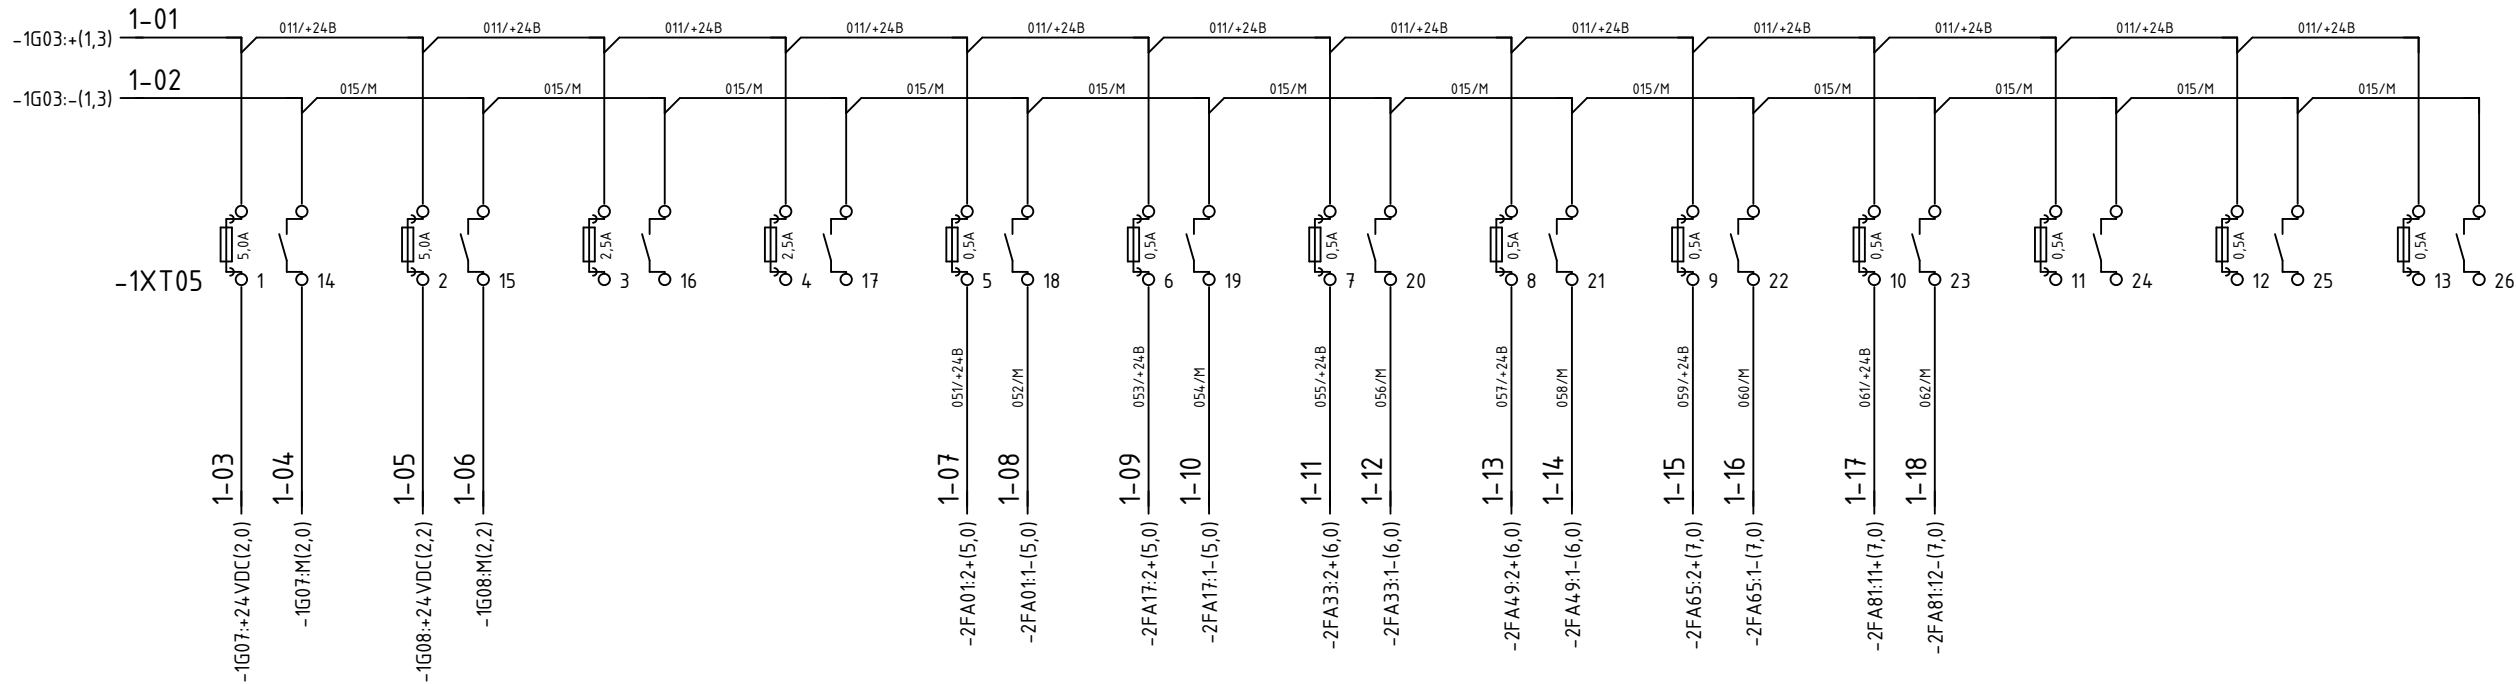 1-01
-1G03:+(1,3)
011/+24B 011/+24B 011/+24B 011/+24B 011/+24B 011/+24B 011/+24B 011/+24B 011/+24B 011/+24B 011/+24B 011/+24B
1-02
-1G03:-(1,3)
015/M 015/M 015/M 015/M 015/M 015/M 015/M 015/M 015/M 015/M 015/M 015/M
5,0A 5,0A 2,5A 2,5A 0,5A 0,5A 0,5A 0,5A 0,5A 0,5A 0,5A 0,5A 0,5A
-1XT05 1 14 2 15 3 16 4 17 5 18 6 19 7 20 8 21 9 22 10 23 11 24 12 25 13 26
051/+24B 052/M 053/+24B 054/M 055/+24B 056/M 057/+24B 058/M 059/+24B 060/M 061/+24B 062/M
1-03 1-04 1-05 1-06 1-07 1-08 1-09 1-10 1-11 1-12 1-13 1-14 1-15 1-16 1-17 1-18
-1G07:+24VDC(2,0)
-1G07:M(2,0)
-1G08:+24VDC(2,2)
-1G08:M(2,2)
-2FA01:2+(5,0)
-2FA01:1-(5,0)
-2FA17:2+(5,0)
-2FA17:1-(5,0)
-2FA33:2+(6,0)
-2FA33:1-(6,0)
-2FA49:2+(6,0)
-2FA49:1-(6,0)
-2FA65:2+(7,0)
-2FA65:1-(7,0)
-2FA81:11+(7,0)
-2FA81:12-(7,0)